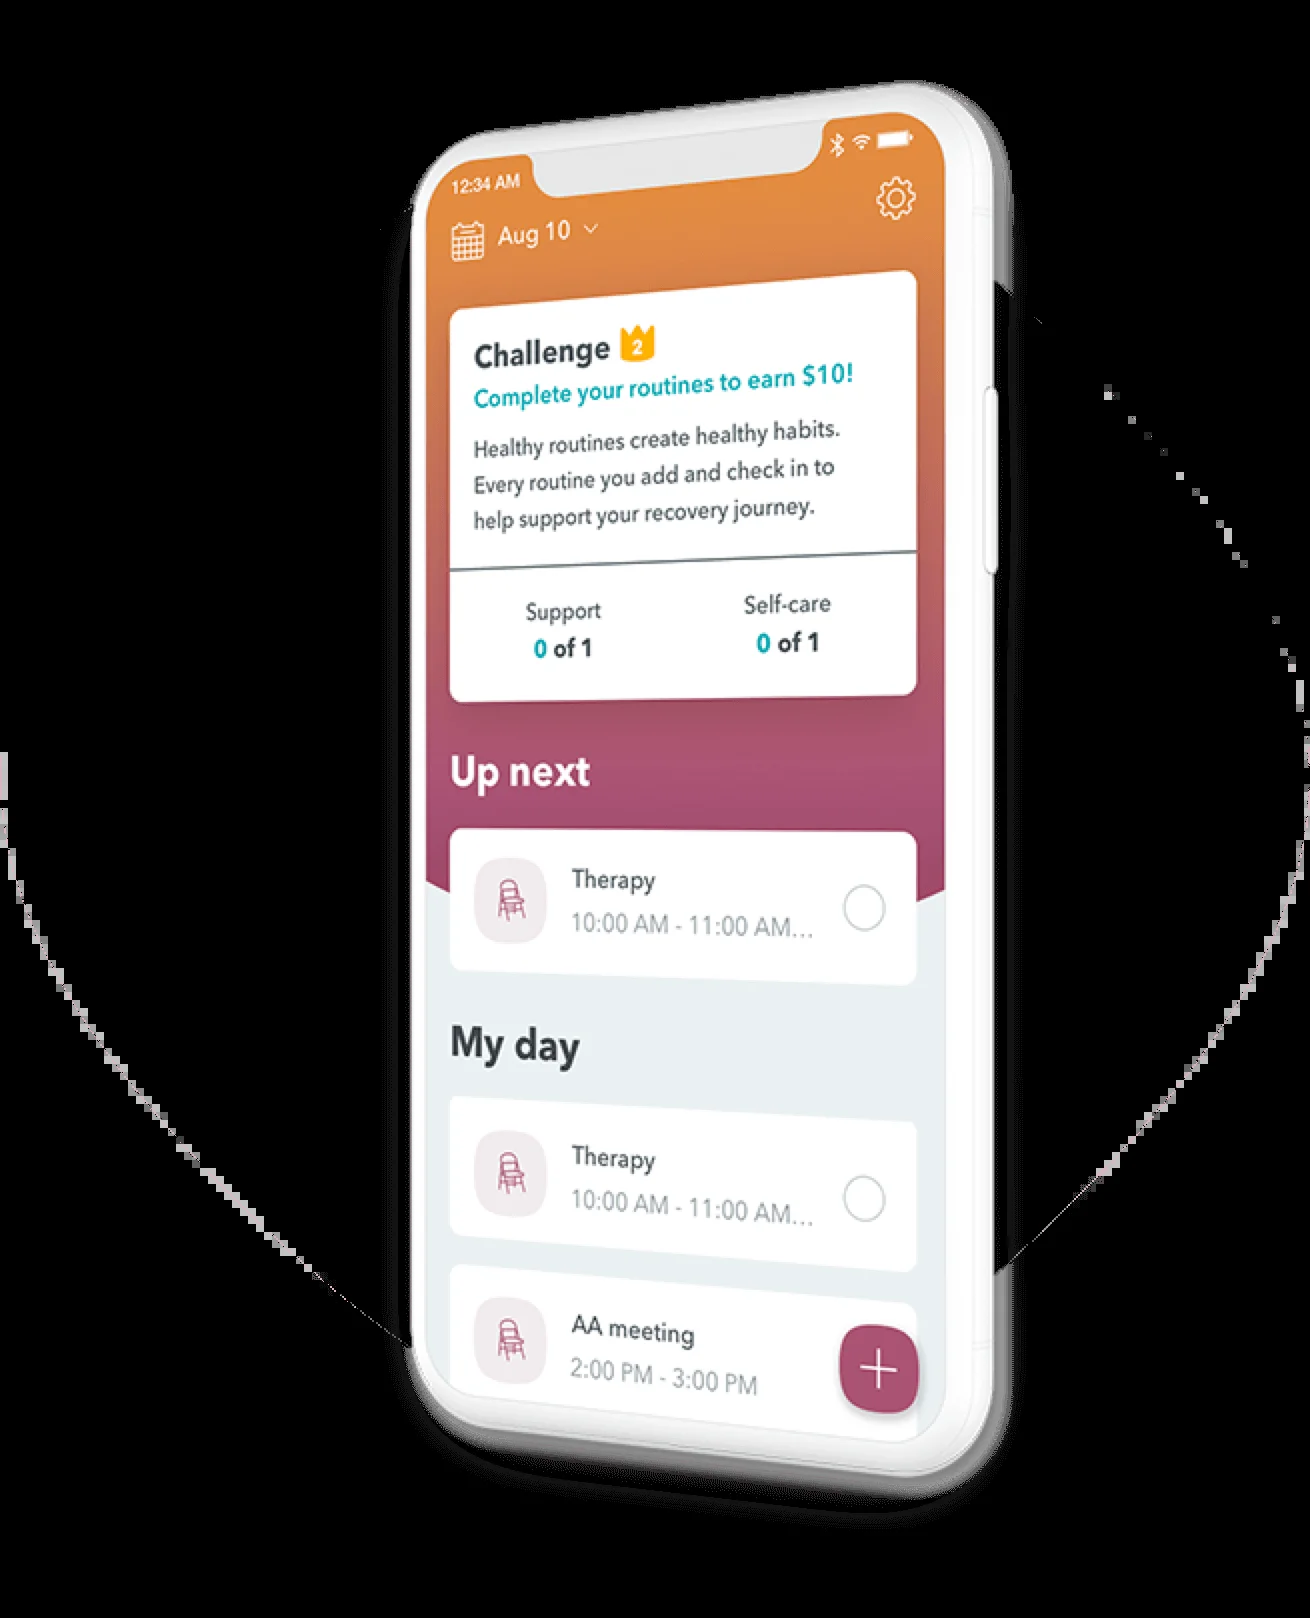 12:34 AM
Aug 10
Challenge 2
Complete your routines to earn $10!
Healthy routines create healthy habits.
Every routine you add and check in to
help support your recovery journey.
Support
0 of 1
Self-care
0 of 1
Up next
Therapy
10:00 AM - 11:00 AM...
My day
Therapy
10:00 AM - 11:00 AM...
AA meeting
2:00 PM - 3:00 PM